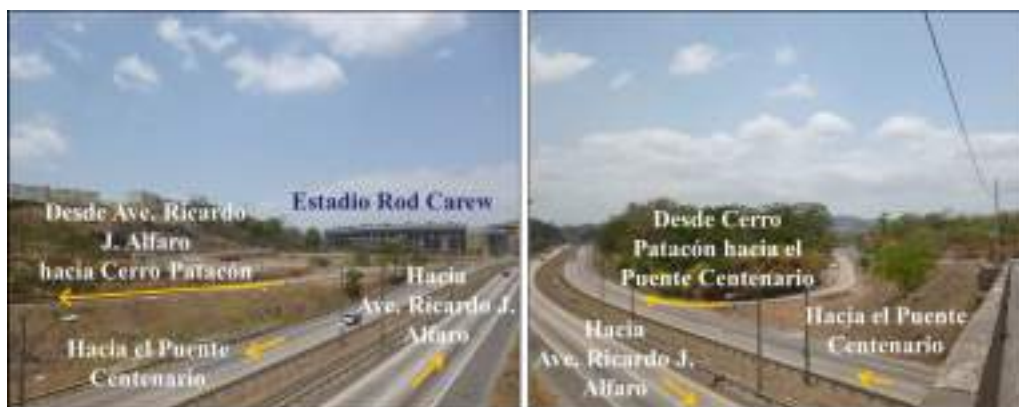 Estadio Rod Carew
Desde Ave. Ricardo
J. Alfaro
hacia Cerro Patacón
Hacia
Ave. Ricardo J.
Alfaro
Hacia el Puente
Centenario
Desde Cerro
Patacón hacia el
Puente Centenario
Hacia el Puente
Centenario
Hacia
Ave. Ricardo J.
Alfaro